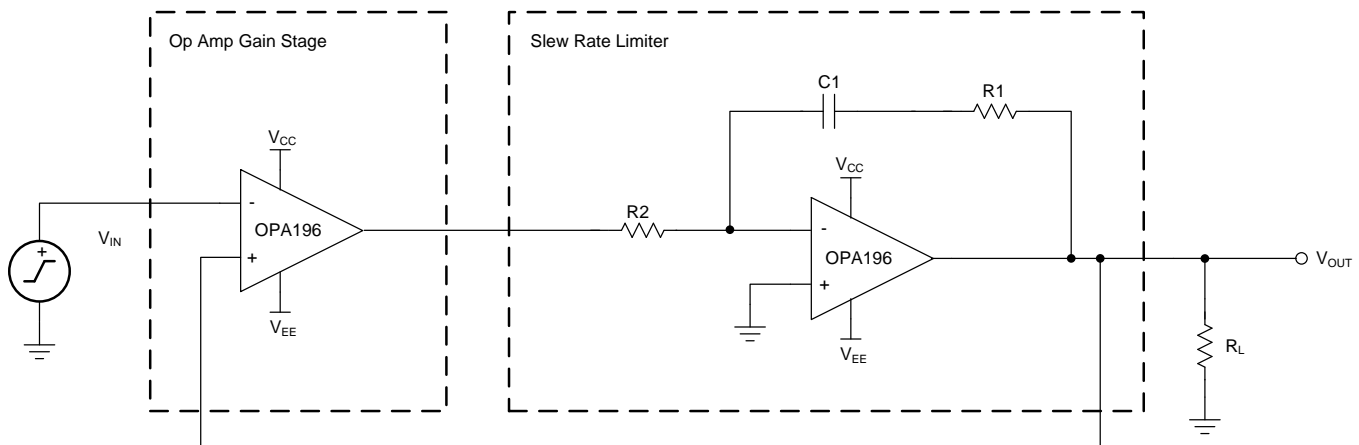 Op Amp Gain Stage
Slew Rate Limiter
C1
R1
VCC
VCC
R2
-
-
OPA196
VIN
+
OPA196
+
+
VOUT
VEE
VEE
RL